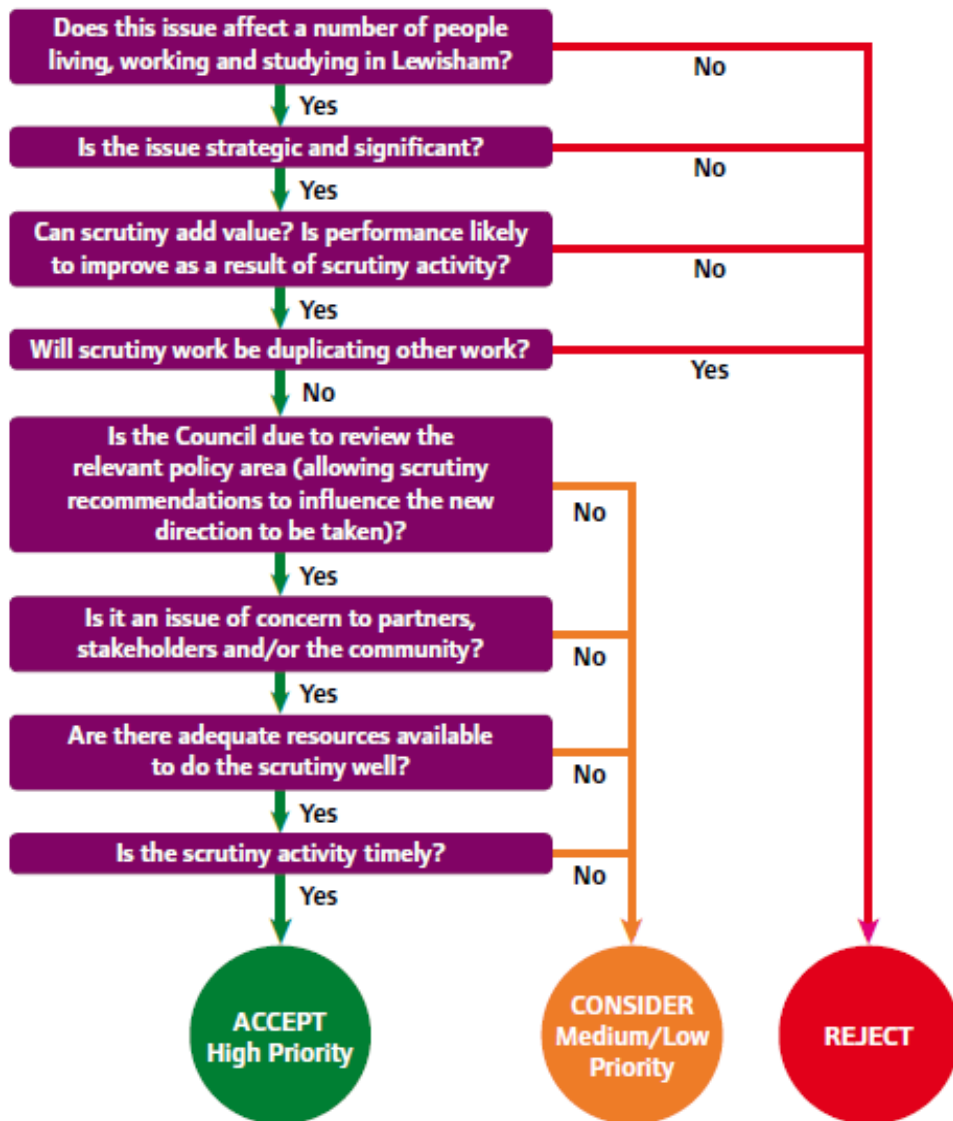 Does this issue affect a number of people
living, working and studying in Lewisham?
No
Yes
Is the issue strategic and significant?
No
Yes
Can scrutiny add value? Is performance likely
to improve as a result of scrutiny activity?
No
Yes
Will scrutiny work be duplicating other work?
Yes
No
Is the Council due to review the
relevant policy area (allowing scrutiny
recommendations to influence the new
direction to be taken)?
No
Yes
Is it an issue of concern to partners,
stakeholders and/or the community?
No
Yes
Are there adequate resources available
to do the scrutiny well?
No
Yes
Is the scrutiny activity timely?
No
Yes
ACCEPT
High Priority
CONSIDER
Medium/Low
Priority
REJECT